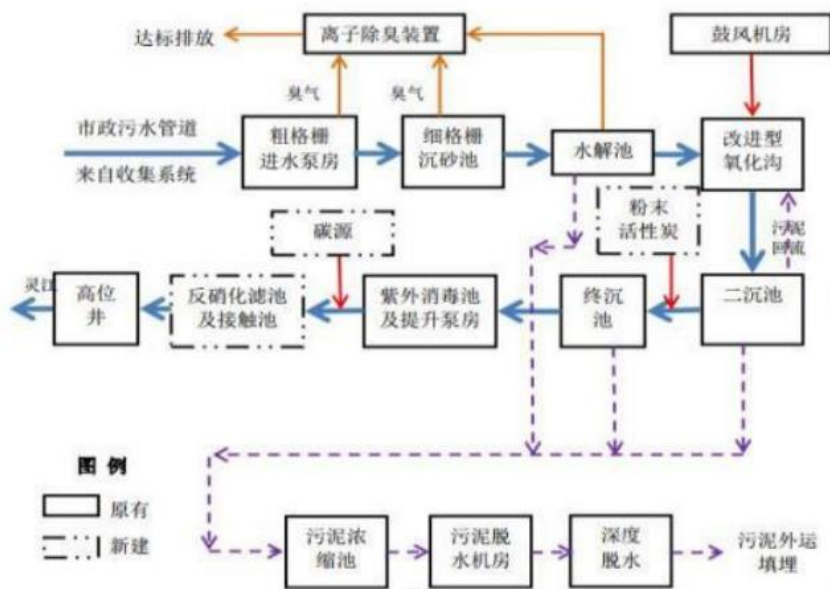 达标排放
离子除臭装置
鼓风机房
臭气
臭气
市政污水管道
来自收集系统
粗格栅
进水泵房
细格栅
沉砂池
水解池
改进型
氧化沟
碳源
粉末
活性炭
污泥
回流
灵江
高位
井
反硝化滤池
及接触池
紫外消毒池
及提升泵房
终沉
池
二沉池
图 例
原有
新建
污泥浓
缩池
污泥脱
水机房
深度
脱水
污泥外运
填埋